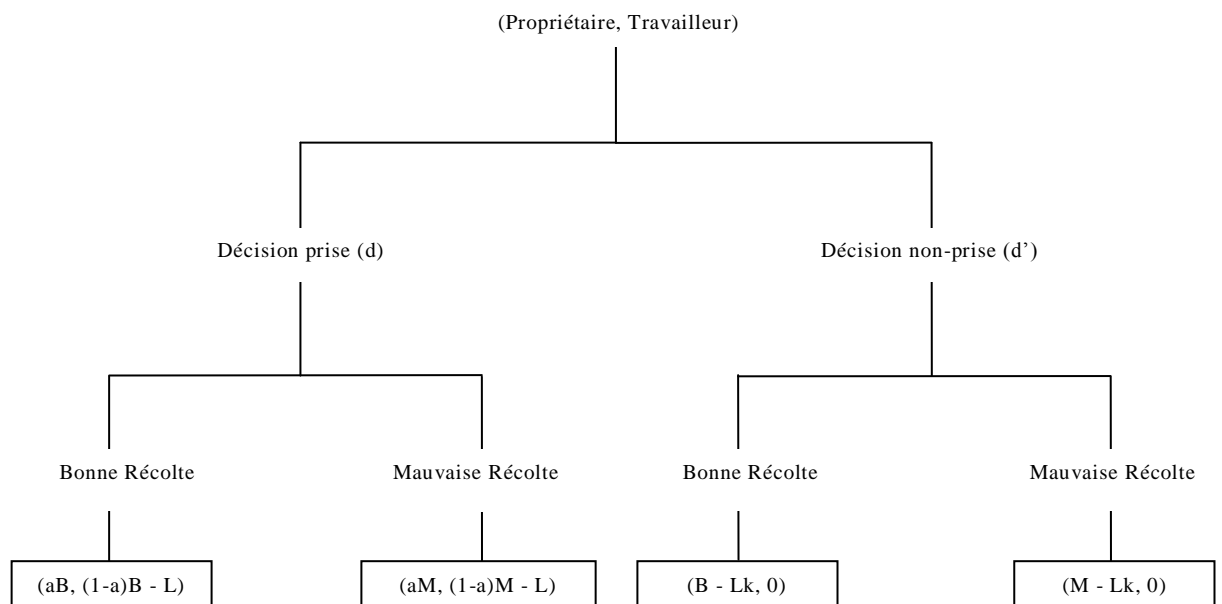 (Propriétaire, Travailleur)
Décision prise (d)
Décision non-prise (d’)
Bonne Récolte
Mauvaise Récolte
Bonne Récolte
Mauvaise Récolte
(aB, (1-a)B - L)
(aM, (1-a)M - L)
(B - Lk, 0)
(M - Lk, 0)